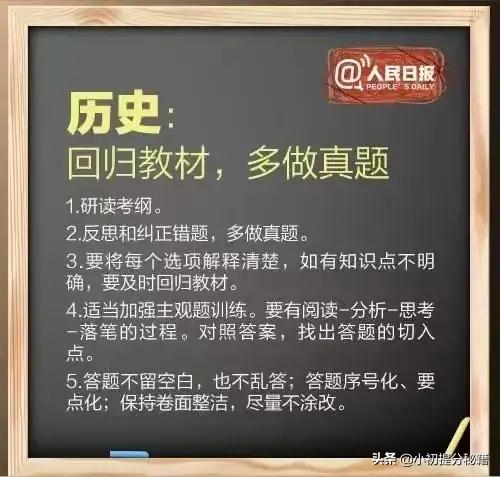 @人民日报
PEOPLE'S DAILY
历史：
回归教材，多做真题
1.研读考纲。
2.反思和纠正错题，多做真题。
3.要将每个选项解释清楚，如有知识点不明
确，要及时回归教材。
4.适当加强主观题训练。要有阅读-分析-思考
-落笔的过程。对照答案，找出答题的切入
点。
5.答题不留空白，也不乱答；答题序号化、要
点化；保持卷面整洁，尽量不涂改。
头条 @小初提分秘籍